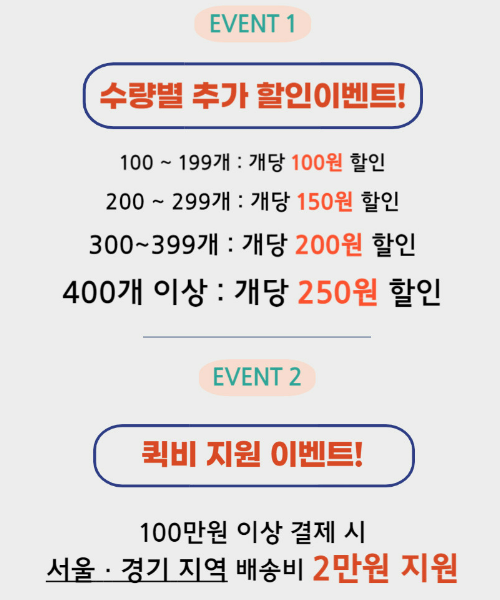 EVENT 1
수량별 추가 할인이벤트!
100 ~ 199개 : 개당 100원 할인
200 ~ 299개 : 개당 150원 할인
300~399개 : 개당 200원 할인
400개 이상 : 개당 250원 할인
EVENT 2
퀵비 지원 이벤트!
100만원 이상 결제 시
서울 · 경기 지역 배송비 2만원 지원